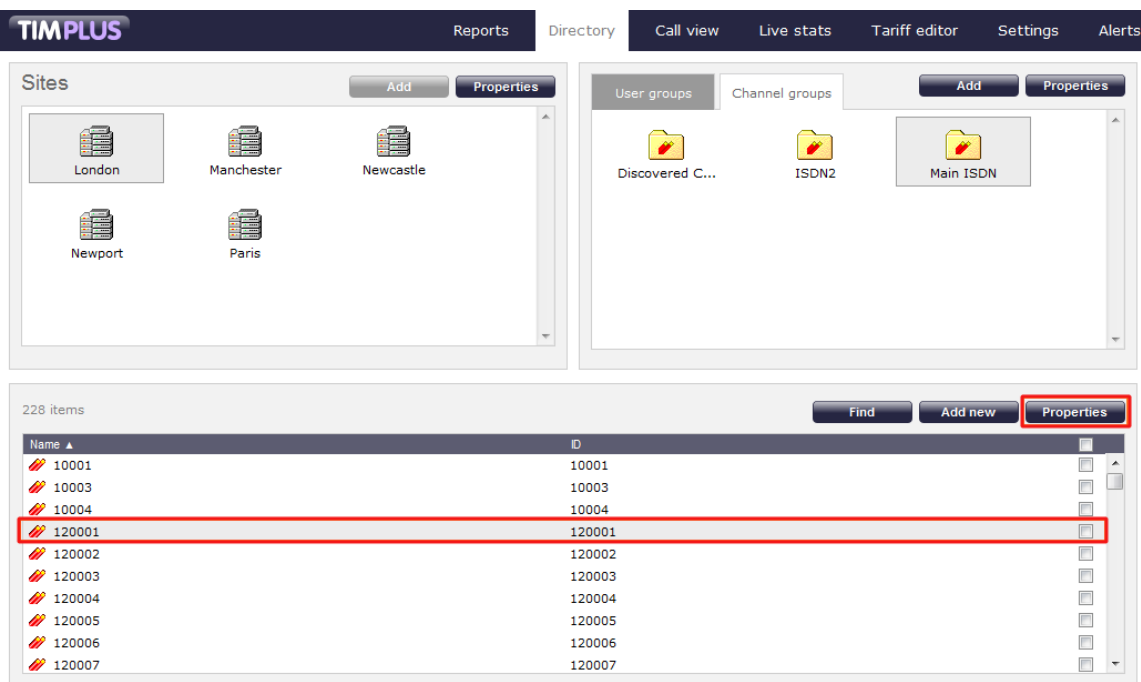 TIMPLUS Reports Directory Call view Live stats Tariff editor Settings Alerts
Sites Add Properties
London Manchester Newcastle
Newport Paris
User groups Channel groups Add Properties
Discovered C... ISDN2 Main ISDN
228 items Find Add new Properties
Name ▲ ID
10001 10001
10003 10003
10004 10004
120001 120001
120002 120002
120003 120003
120004 120004
120005 120005
120006 120006
120007 120007